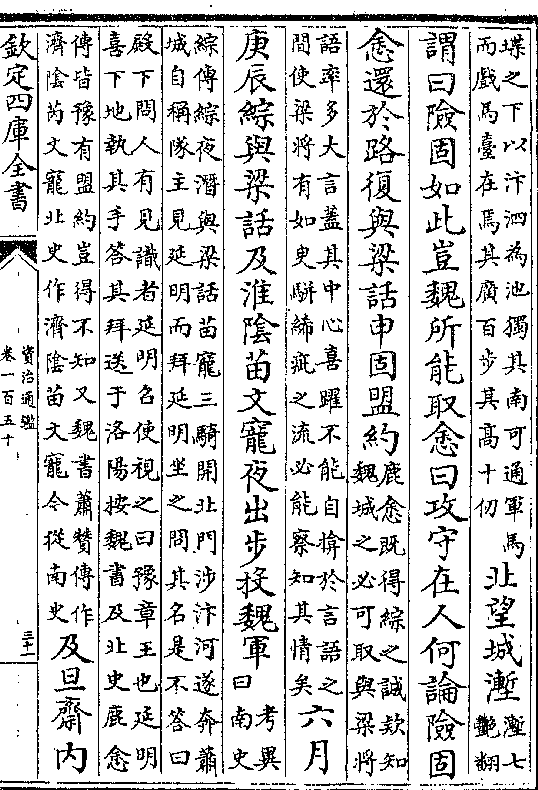 堞之下以汴泗為池獨其南可通軍馬
而戲馬臺在焉其廣百步其高十仞
北望城壍
壍七
艷翻
謂曰險固如此豈魏所能取悆曰攻守在人何論險固
悆還於路復與梁話申固盟約
鹿悆既得綜之誠款知
魏城之必可取與梁將
語率多大言蓋其中心喜躍不能自揜於言語之
間使梁將有如臾駢締疵之流必能察知其情矣
六月
庚辰綜與梁話及淮陰苗文寵夜出步投魏軍
考異
曰南史
綜傳綜夜潛與梁話苗寵三騎開北門涉汴河遂奔蕭
城自稱隊主見延明而拜延明坐之問其名是不答曰
殿下問人有見識者延明召使視之曰豫章王也延明
喜下地執其手答其拜送于洛陽按魏書及北史鹿悆
傳皆豫有盟約豈得不知又魏書蕭贊傳作
濟陰芮文寵北史作濟陰苗文寵今從南史
及旦齋內
欽定四庫全書
資治通鑑
卷一百五十
三十一